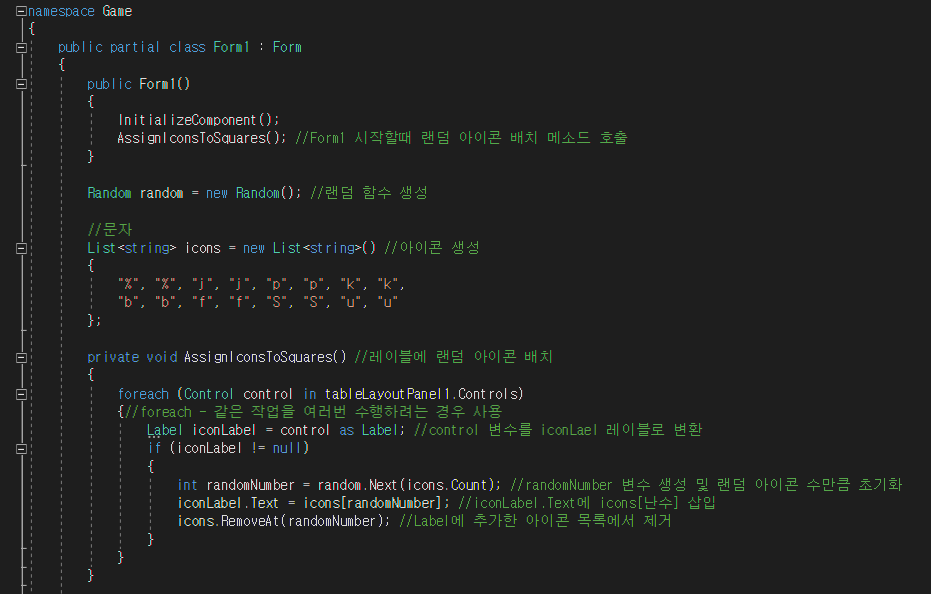 namespace Game
{
public partial class Form1 : Form
{
public Form1()
{
InitializeComponent();
AssignIconsToSquares(); //Form1 시작할때 랜덤 아이콘 배치 메소드 호출
}
Random random = new Random(); //랜덤 함수 생성
//문자
List<string> icons = new List<string>() //아이콘 생성
{
"%", "%", "j", "j", "p", "p", "k", "k",
"b", "b", "f", "f", "S", "S", "u", "u"
};
private void AssignIconsToSquares() //레이블에 랜덤 아이콘 배치
{
foreach (Control control in tableLayoutPanel1.Controls)
{//foreach - 같은 작업을 여러번 수행하려는 경우 사용
Label iconLabel = control as Label; //control 변수를 iconLael 레이블로 변환
if (iconLabel != null)
{
int randomNumber = random.Next(icons.Count); //randomNumber 변수 생성 및 랜덤 아이콘 수만큼 초기화
iconLabel.Text = icons[randomNumber]; //iconLabel.Text에 icons[난수] 삽입
icons.RemoveAt(randomNumber); //Label에 추가한 아이콘 목록에서 제거
}
}
}